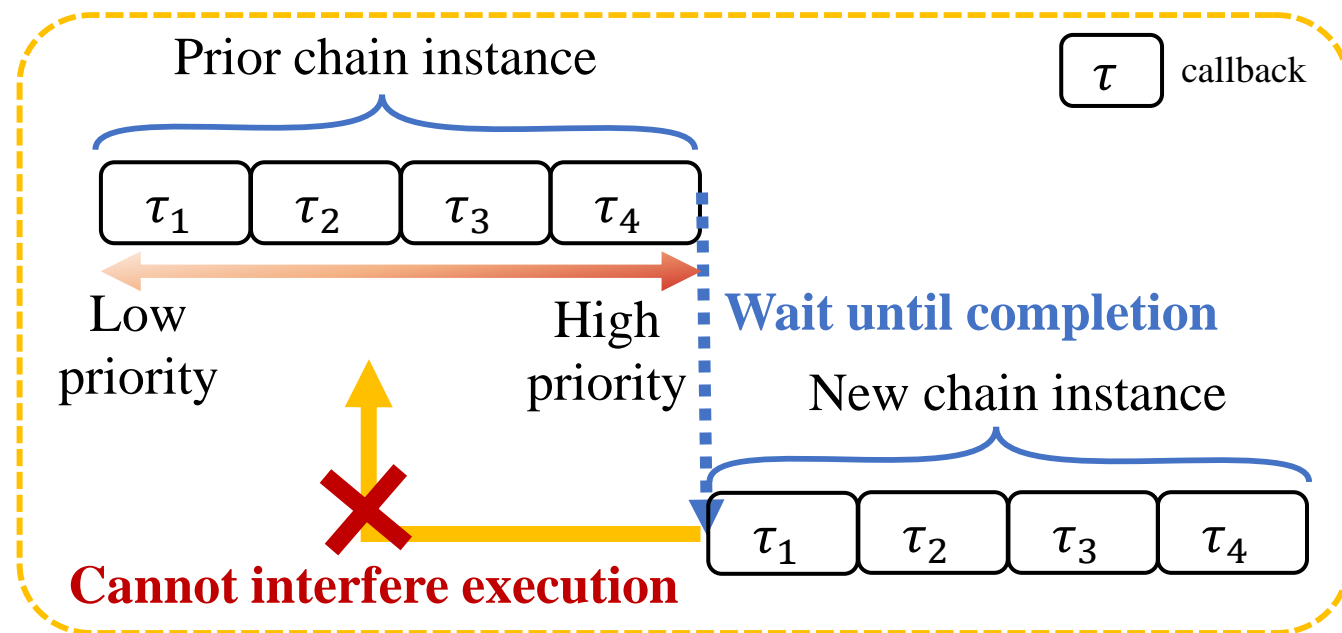 Prior chain instance
τ callback
τ₁ τ₂ τ₃ τ₄
Low
priority
High
priority
Wait until completion
New chain instance
τ₁ τ₂ τ₃ τ₄
Cannot interfere execution